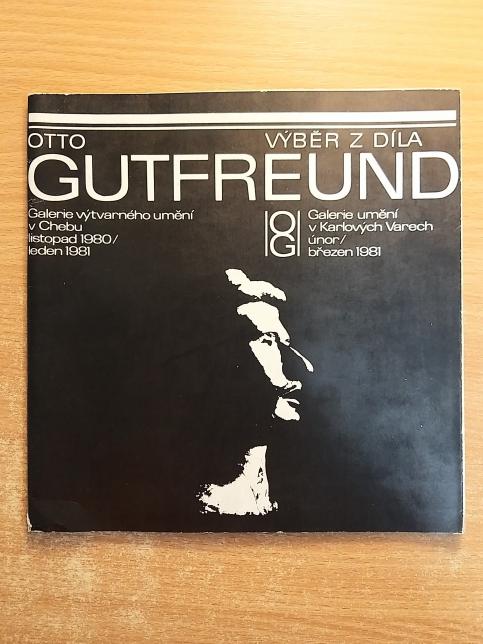 OTTO
VÝBĚR Z DÍLA
GUTFREUND
Galerie výtvarného umění
v Chebu
listopad 1980/
leden 1981
OG
Galerie umění
v Karlových Varech
únor/
březen 1981